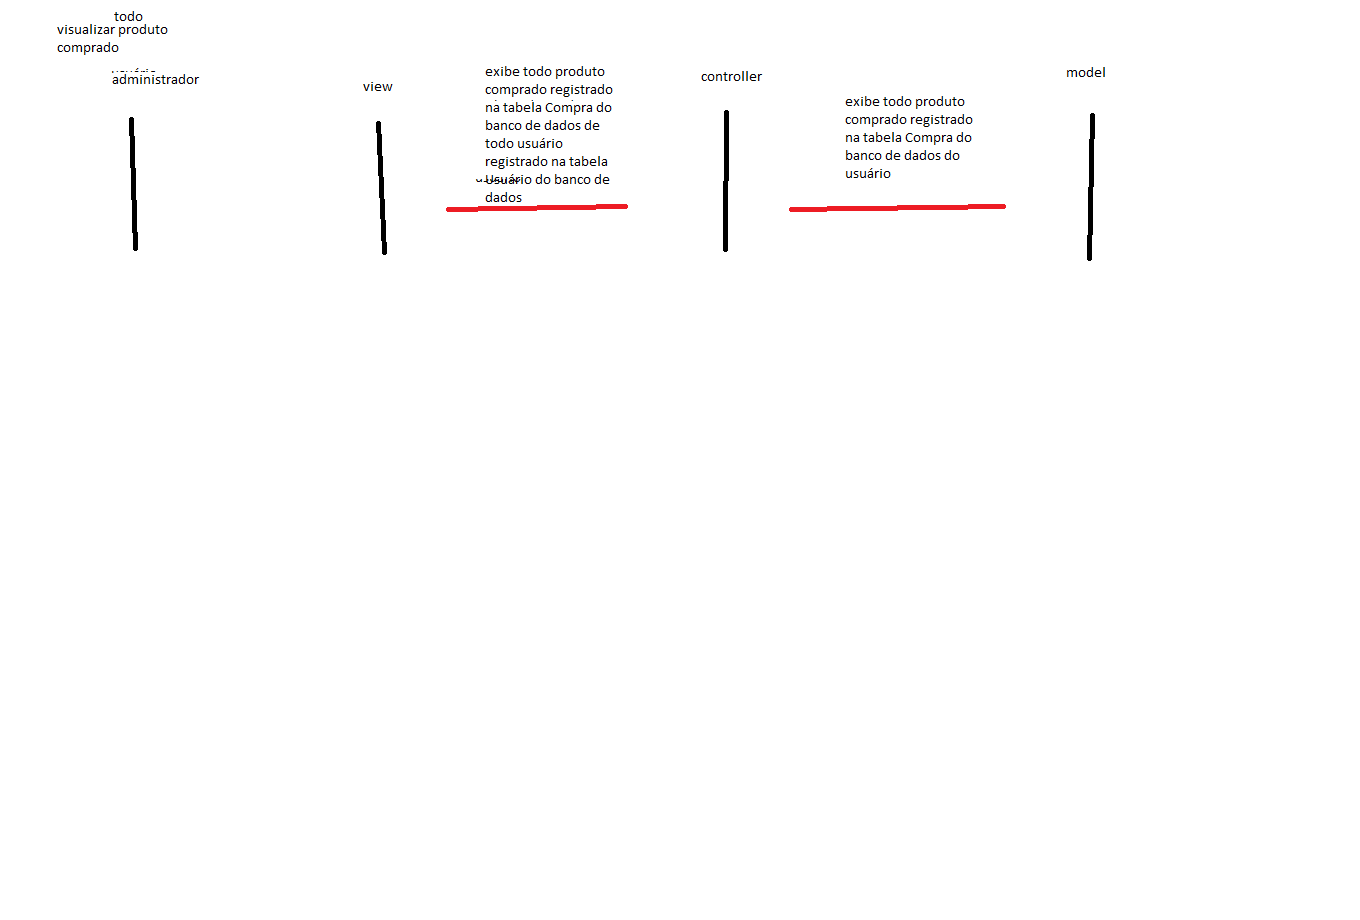 todo
visualizar produto
comprado
administrador
view
exibe todo produto
comprado registrado
na tabela Compra do
banco de dados de
todo usuário
registrado na tabela
Usuário do banco de
dados
controller
exibe todo produto
comprado registrado
na tabela Compra do
banco de dados do
usuário
model